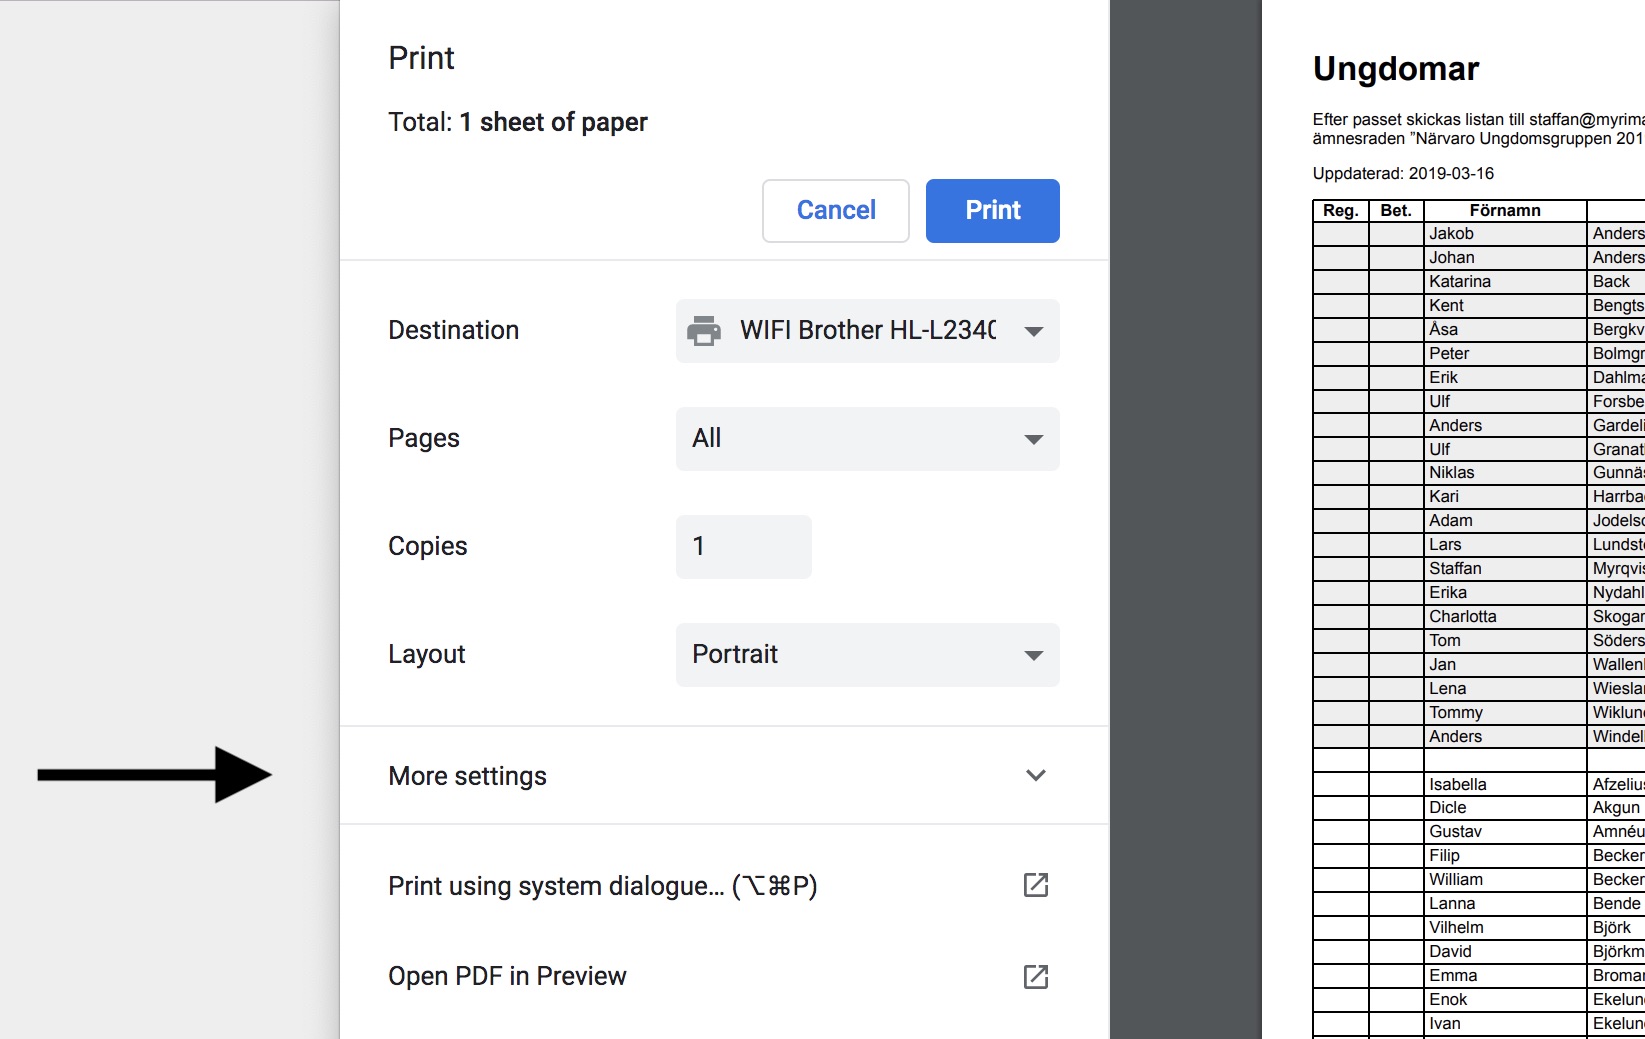 Print
Total: 1 sheet of paper
Cancel
Print
Destination
WIFI Brother HL-L2340
Pages
All
Copies
1
Layout
Portrait
More settings
Print using system dialogue... (⌥⌘P)
Open PDF in Preview
Ungdomar
Efter passet skickas listan till staffan@myrima
ämnesraden ”Närvaro Ungdomsgruppen 201
Uppdaterad: 2019-03-16
Reg. Bet. Förnamn
Jakob Anders
Johan Anders
Katarina Back
Kent Bengts
Åsa Bergkv
Peter Bolmgr
Erik Dahlma
Ulf Forsbe
Anders Gardeli
Ulf Granat
Niklas Gunnäs
Kari Harrba
Adam Jodelso
Lars Lundst
Staffan Myrqvis
Erika Nydahl
Charlotta Skogar
Tom Söders
Jan Wallen
Lena Wiesla
Tommy Wiklun
Anders Windel
Isabella Afzeliu
Dicle Akgun
Gustav Amnéu
Filip Becker
William Becker
Lanna Bende
Vilhelm Björk
David Björkm
Emma Broman
Enok Ekelun
Ivan Ekelun